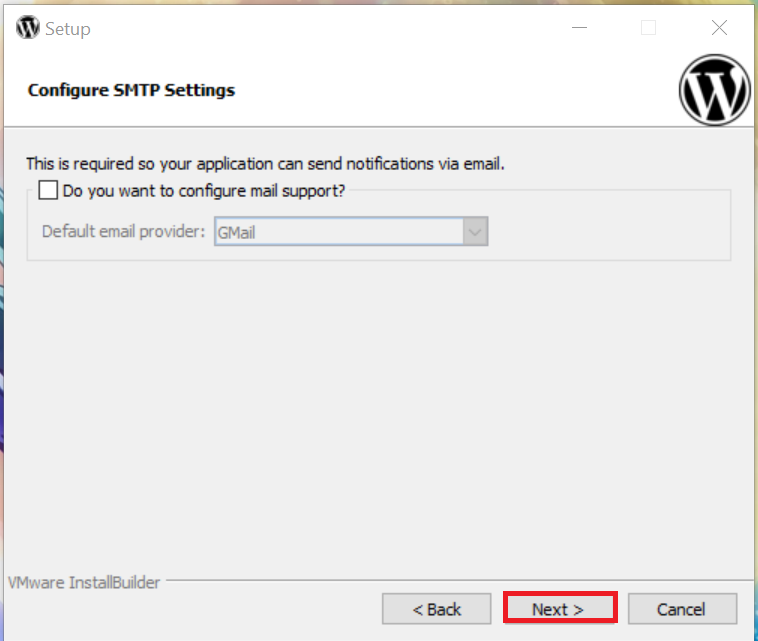 Setup
Configure SMTP Settings
This is required so your application can send notifications via email.
Do you want to configure mail support?
Default email provider: GMail
VMware InstallBuilder
< Back Next > Cancel